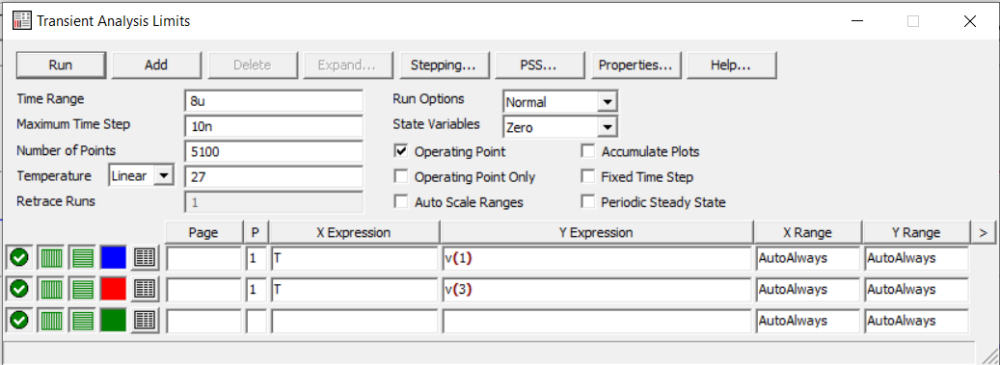 Transient Analysis Limits
Run Add Delete Expand... Stepping... PSS... Properties... Help...
Time Range 8u Run Options Normal
Maximum Time Step 10n State Variables Zero
Number of Points 5100 Operating Point Accumulate Plots
Temperature Linear 27 Operating Point Only Fixed Time Step
Retrace Runs 1 Auto Scale Ranges Periodic Steady State
Page P X Expression Y Expression X Range Y Range >
1 T v(1) AutoAlways AutoAlways
1 T v(3) AutoAlways AutoAlways
AutoAlways AutoAlways